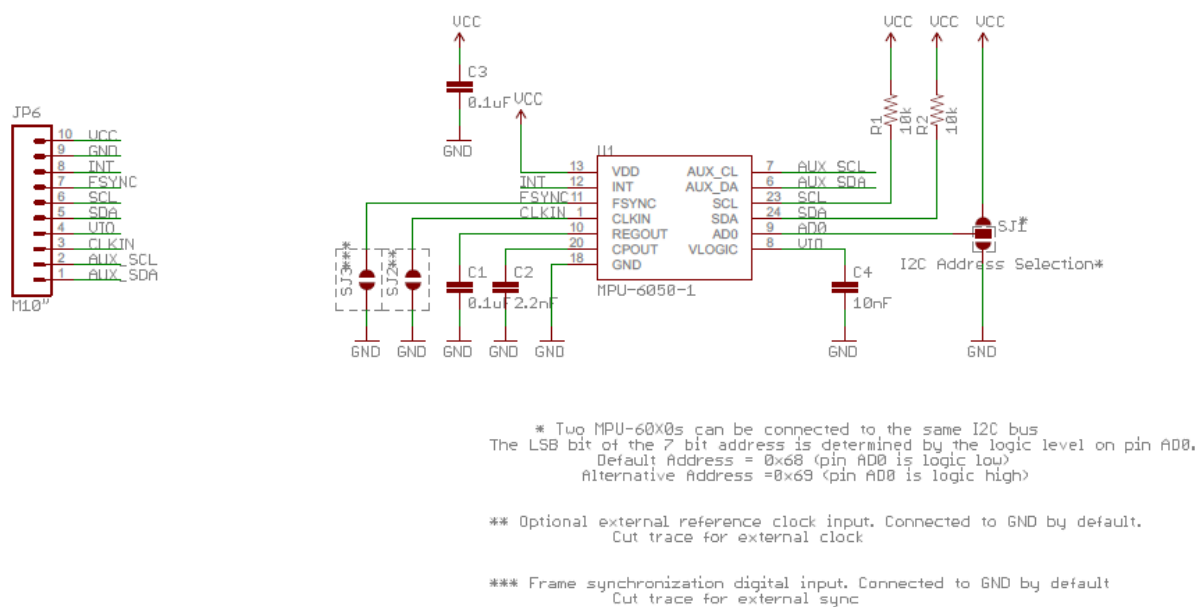 VCC
VCC
VCC
VCC
C3
0.1uF
VCC
JP6
10 VCC
9 GND
8 INT
7 FSYNC
6 SCL
5 SDA
4 VIO
3 CLKIN
2 AUX_SCL
1 AUX_SDA
M10"
GND
R1
10k
R2
10k
U1
13 VDD
INT 12 INT
FSYNC 11 FSYNC
CLKIN 1 CLKIN
10 REGOUT
20 CPOUT
18 GND
AUX_CL 7 AUX_SCL
AUX_DA 6 AUX_SDA
SCL 23 SCL
SDA 24 SDA
AD0 9 AD0
VLOGIC 8 VIO
MPU-6050-1
SJ3***
SJ2**
C1
0.1uF
C2
2.2nF
C4
10nF
SJ1*
I2C Address Selection*
GND
GND
GND
GND
GND
GND
GND
* Two MPU-60X0s can be connected to the same I2C bus
The LSB bit of the 7 bit address is determined by the logic level on pin AD0.
Default Address = 0x68 (pin AD0 is logic low)
Alternative Address =0x69 (pin AD0 is logic high)
** Optional external reference clock input. Connected to GND by default.
Cut trace for external clock
*** Frame synchronization digital input. Connected to GND by default
Cut trace for external sync